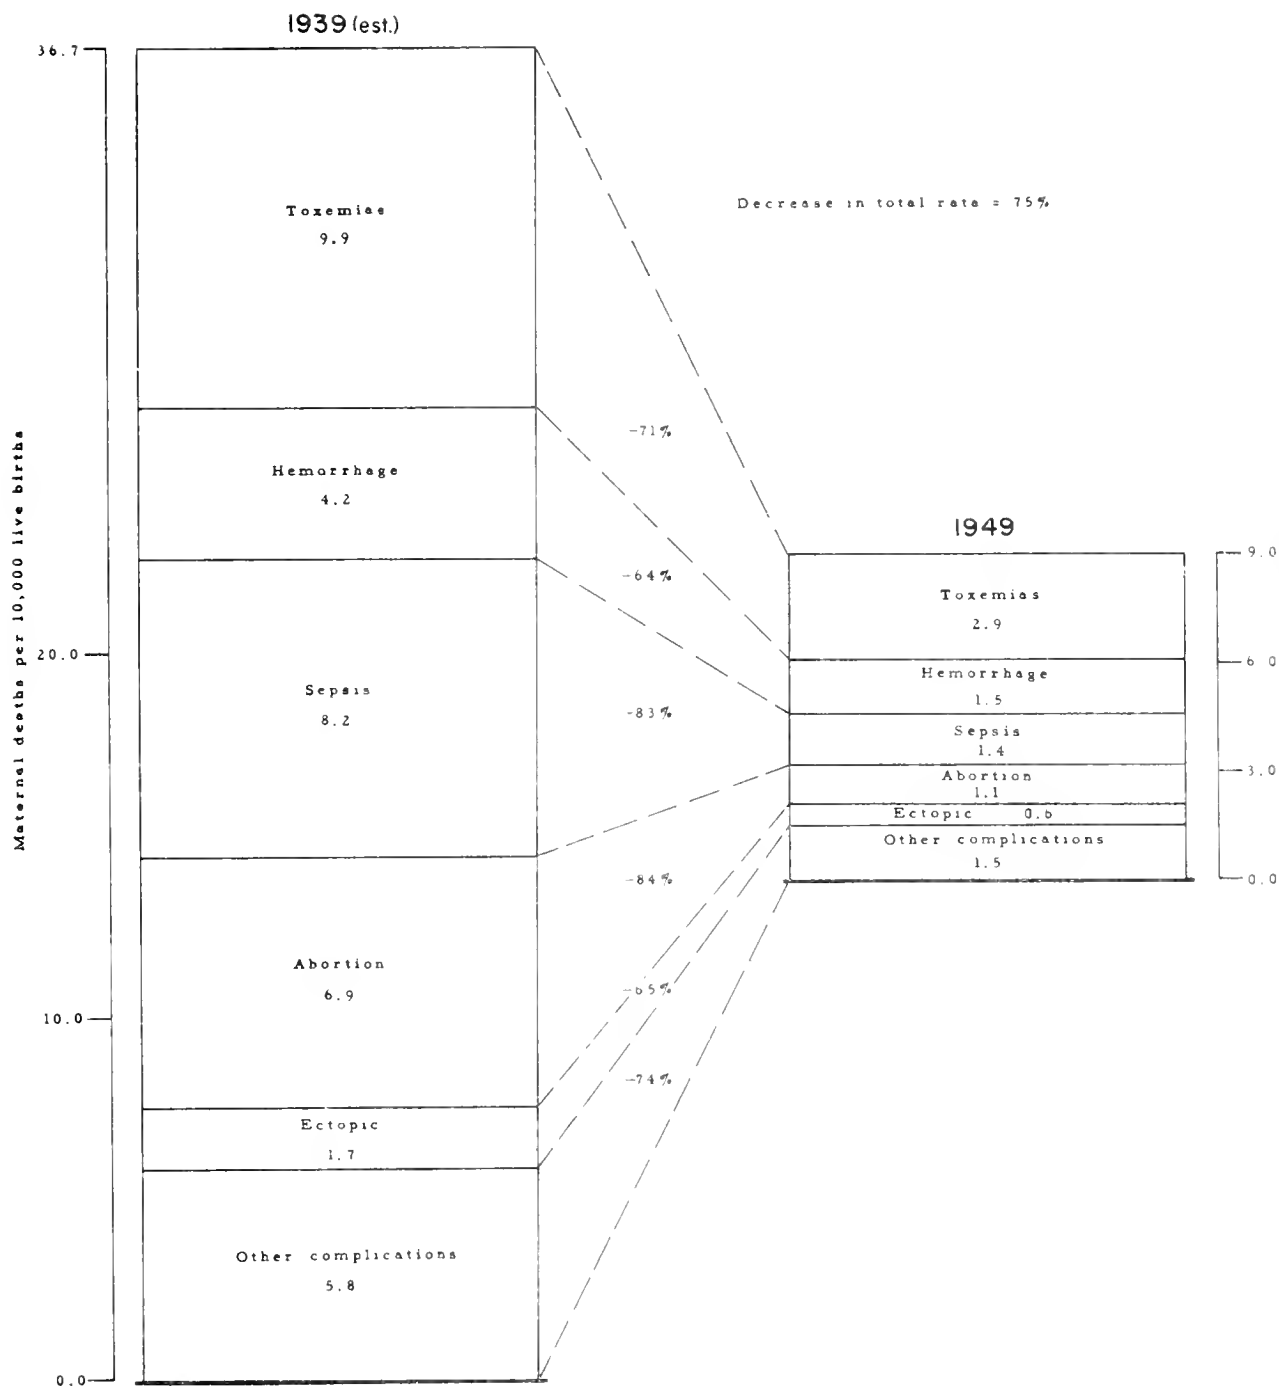 1939 (est.)
36.7
Toxemias
9.9
Hemorrhage
4.2
20.0
Sepsis
8.2
Abortion
6.9
10.0
Ectopic
1.7
Other complications
5.8
0.0
Maternal deaths per 10,000 live births
Decrease in total rate = 75%
-71%
-64%
-83%
-84%
-65%
-74%
1949
Toxemias
2.9
Hemorrhage
1.5
Sepsis
1.4
Abortion
1.1
Ectopic 0.6
Other complications
1.5
9.0
6.0
3.0
0.0